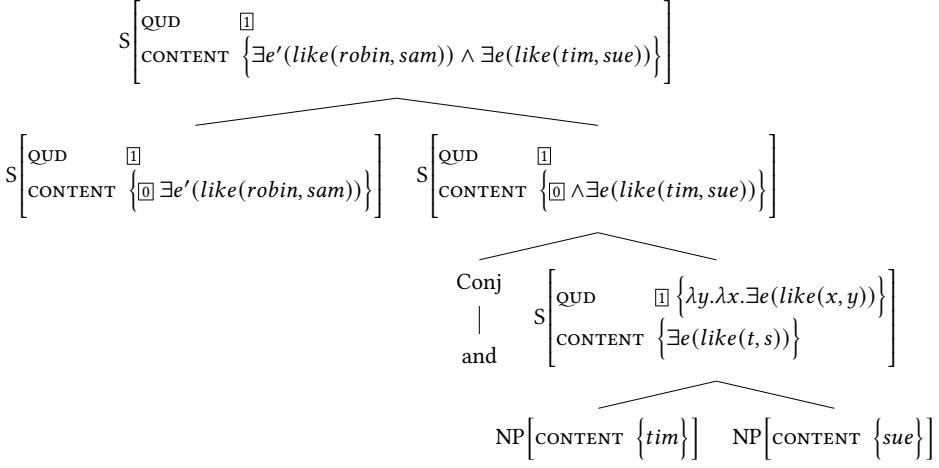 S[QUD [1]
CONTENT {∃e′(like(robin, sam)) ∧ ∃e(like(tim, sue))}]
S[QUD [1]
CONTENT {[0] ∃e′(like(robin, sam))}]
S[QUD [1]
CONTENT {[0] ∧∃e(like(tim, sue))}]
Conj
and
S[QUD [1] {λy.λx.∃e(like(x, y))}
CONTENT {∃e(like(t, s))}]
NP[CONTENT {tim}] NP[CONTENT {sue}]